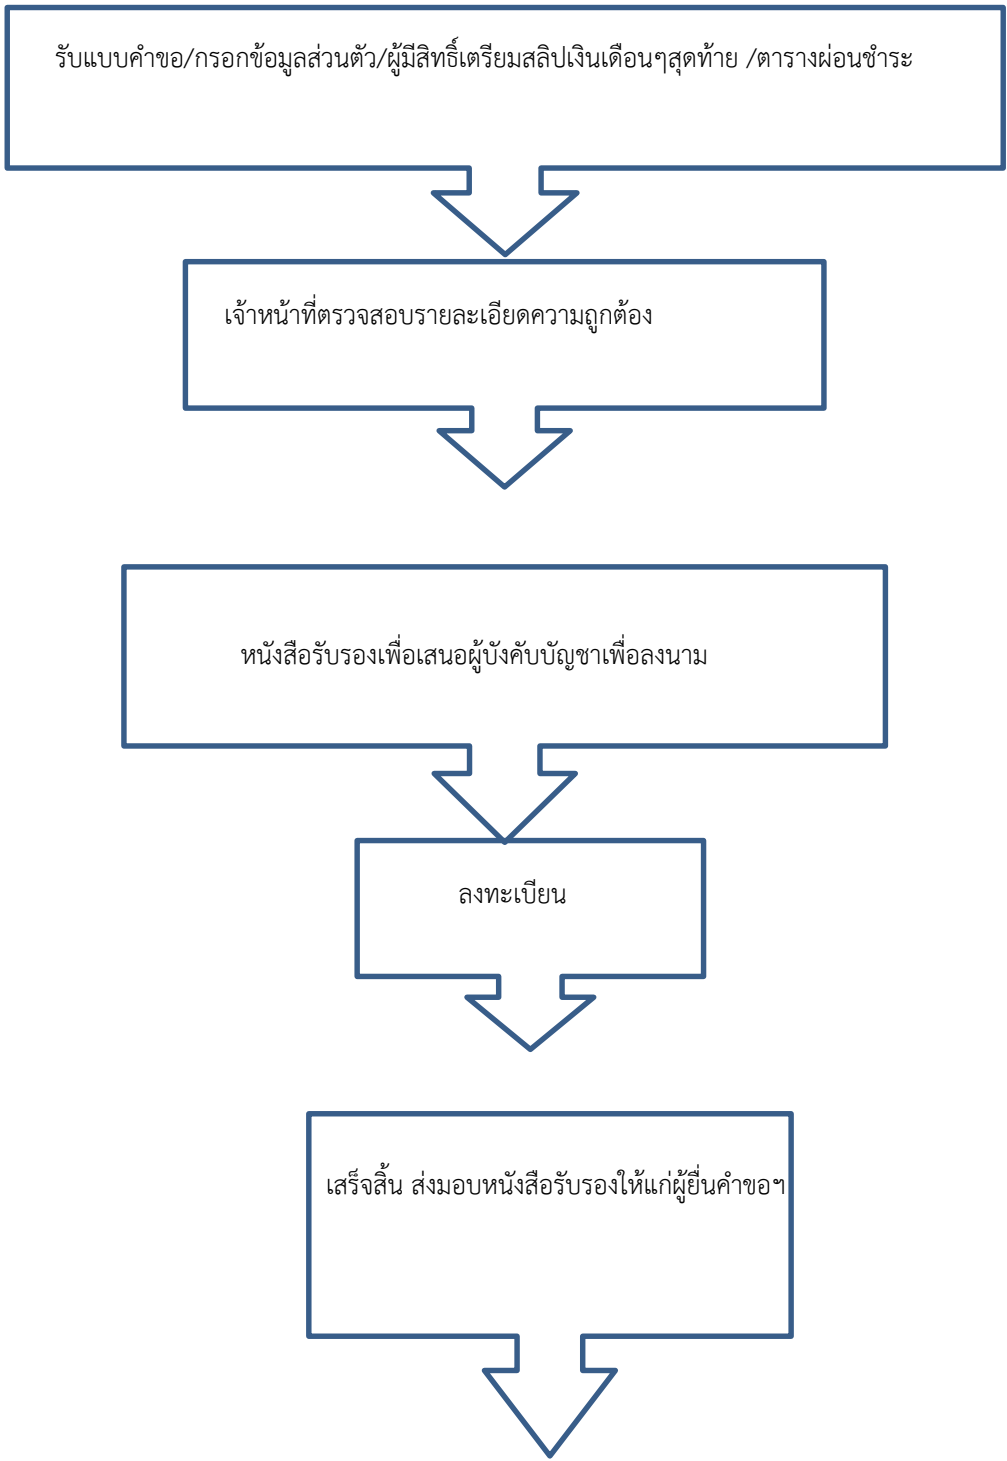 รับแบบคำขอ/กรอกข้อมูลส่วนตัว/ผู้มีสิทธิ์เตรียมสลิปเงินเดือนๆสุดท้าย /ตารางผ่อนชำระ
เจ้าหน้าที่ตรวจสอบรายละเอียดความถูกต้อง
หนังสือรับรองเพื่อเสนอผู้บังคับบัญชาเพื่อลงนาม
ลงทะเบียน
เสร็จสิ้น ส่งมอบหนังสือรับรองให้แก่ผู้ยื่นคำขอฯ